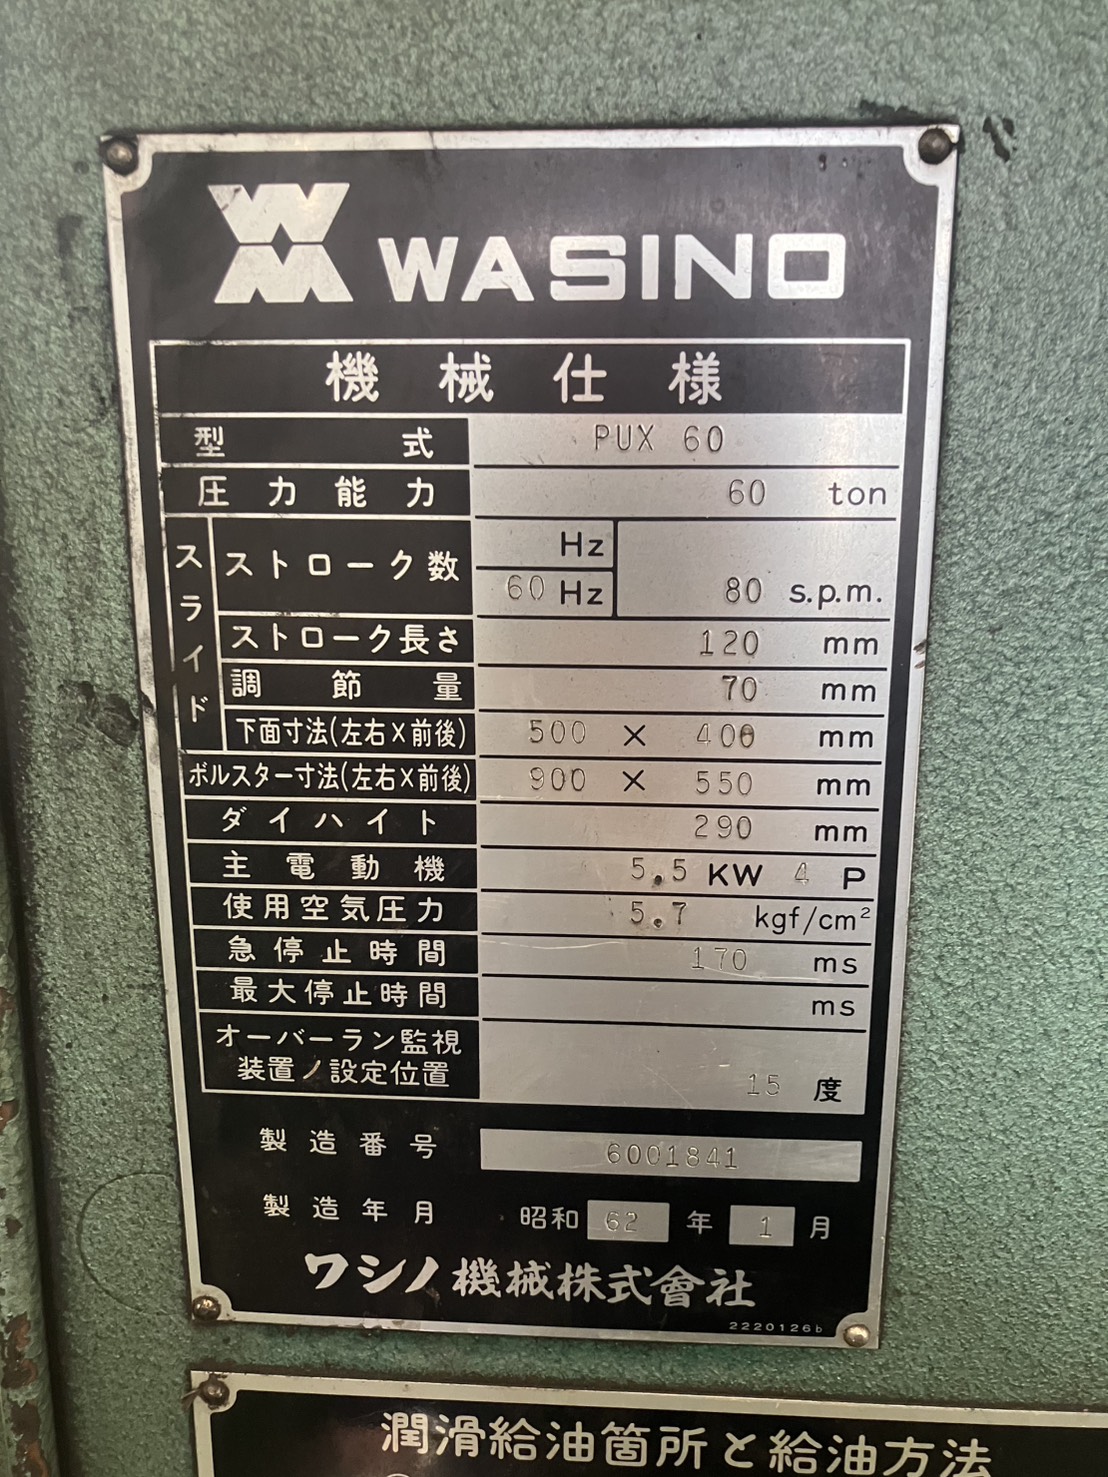 WASINO
機械仕様
型式 PUX 60
圧力能力 60 ton
スライド
ストローク数 Hz
60 Hz 80 s.p.m.
ストローク長さ 120 mm
調節量 70 mm
下面寸法(左右×前後) 500 × 400 mm
ボルスター寸法(左右×前後) 900 × 550 mm
ダイハイト 290 mm
主電動機 5.5 KW 4 P
使用空気圧力 5.7 kgf/cm²
急停止時間 170 ms
最大停止時間 ms
オーバーラン監視
装置ノ設定位置 15 度
製造番号 6001841
製造年月 昭和 62 年 1 月
ワシノ機械株式會社
2220126b
潤滑給油箇所と給油方法